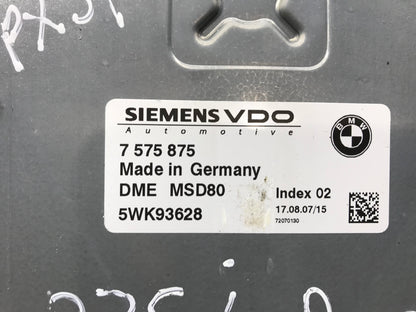 SIEMENS VDO
Automotive
BMW
7 575 875
Made in Germany
DME MSD80
Index 02
5WK93628
17.08.07/15
72070130